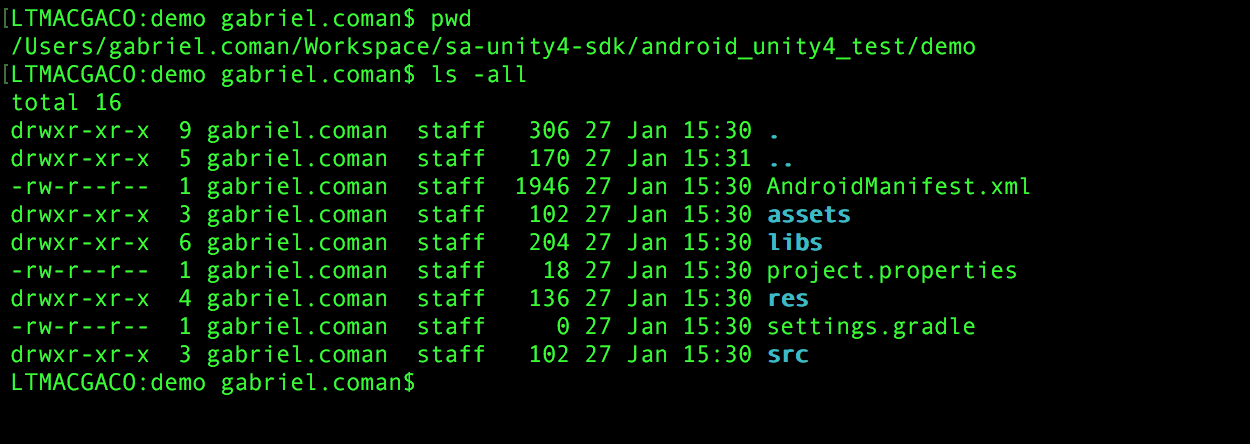 [LTMACGACO:demo gabriel.coman$ pwd
/Users/gabriel.coman/Workspace/sa-unity4-sdk/android_unity4_test/demo
[LTMACGACO:demo gabriel.coman$ ls -all
total 16
drwxr-xr-x  9 gabriel.coman  staff   306 27 Jan 15:30 .
drwxr-xr-x  5 gabriel.coman  staff   170 27 Jan 15:31 ..
-rw-r--r--  1 gabriel.coman  staff  1946 27 Jan 15:30 AndroidManifest.xml
drwxr-xr-x  3 gabriel.coman  staff   102 27 Jan 15:30 assets
drwxr-xr-x  6 gabriel.coman  staff   204 27 Jan 15:30 libs
-rw-r--r--  1 gabriel.coman  staff    18 27 Jan 15:30 project.properties
drwxr-xr-x  4 gabriel.coman  staff   136 27 Jan 15:30 res
-rw-r--r--  1 gabriel.coman  staff     0 27 Jan 15:30 settings.gradle
drwxr-xr-x  3 gabriel.coman  staff   102 27 Jan 15:30 src
LTMACGACO:demo gabriel.coman$